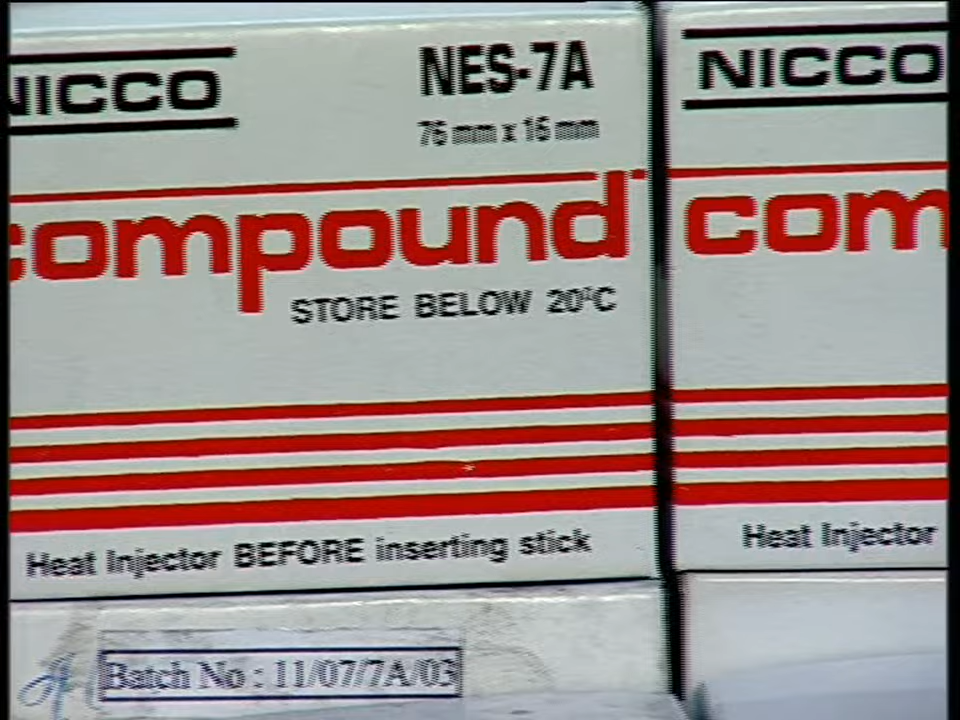 NICCO
NES-7A
76 mm x 16 mm
compound
STORE BELOW 20°C
Heat Injector BEFORE inserting stick
Batch No : 11/07/7A/03
NICCO
com
Heat Injector